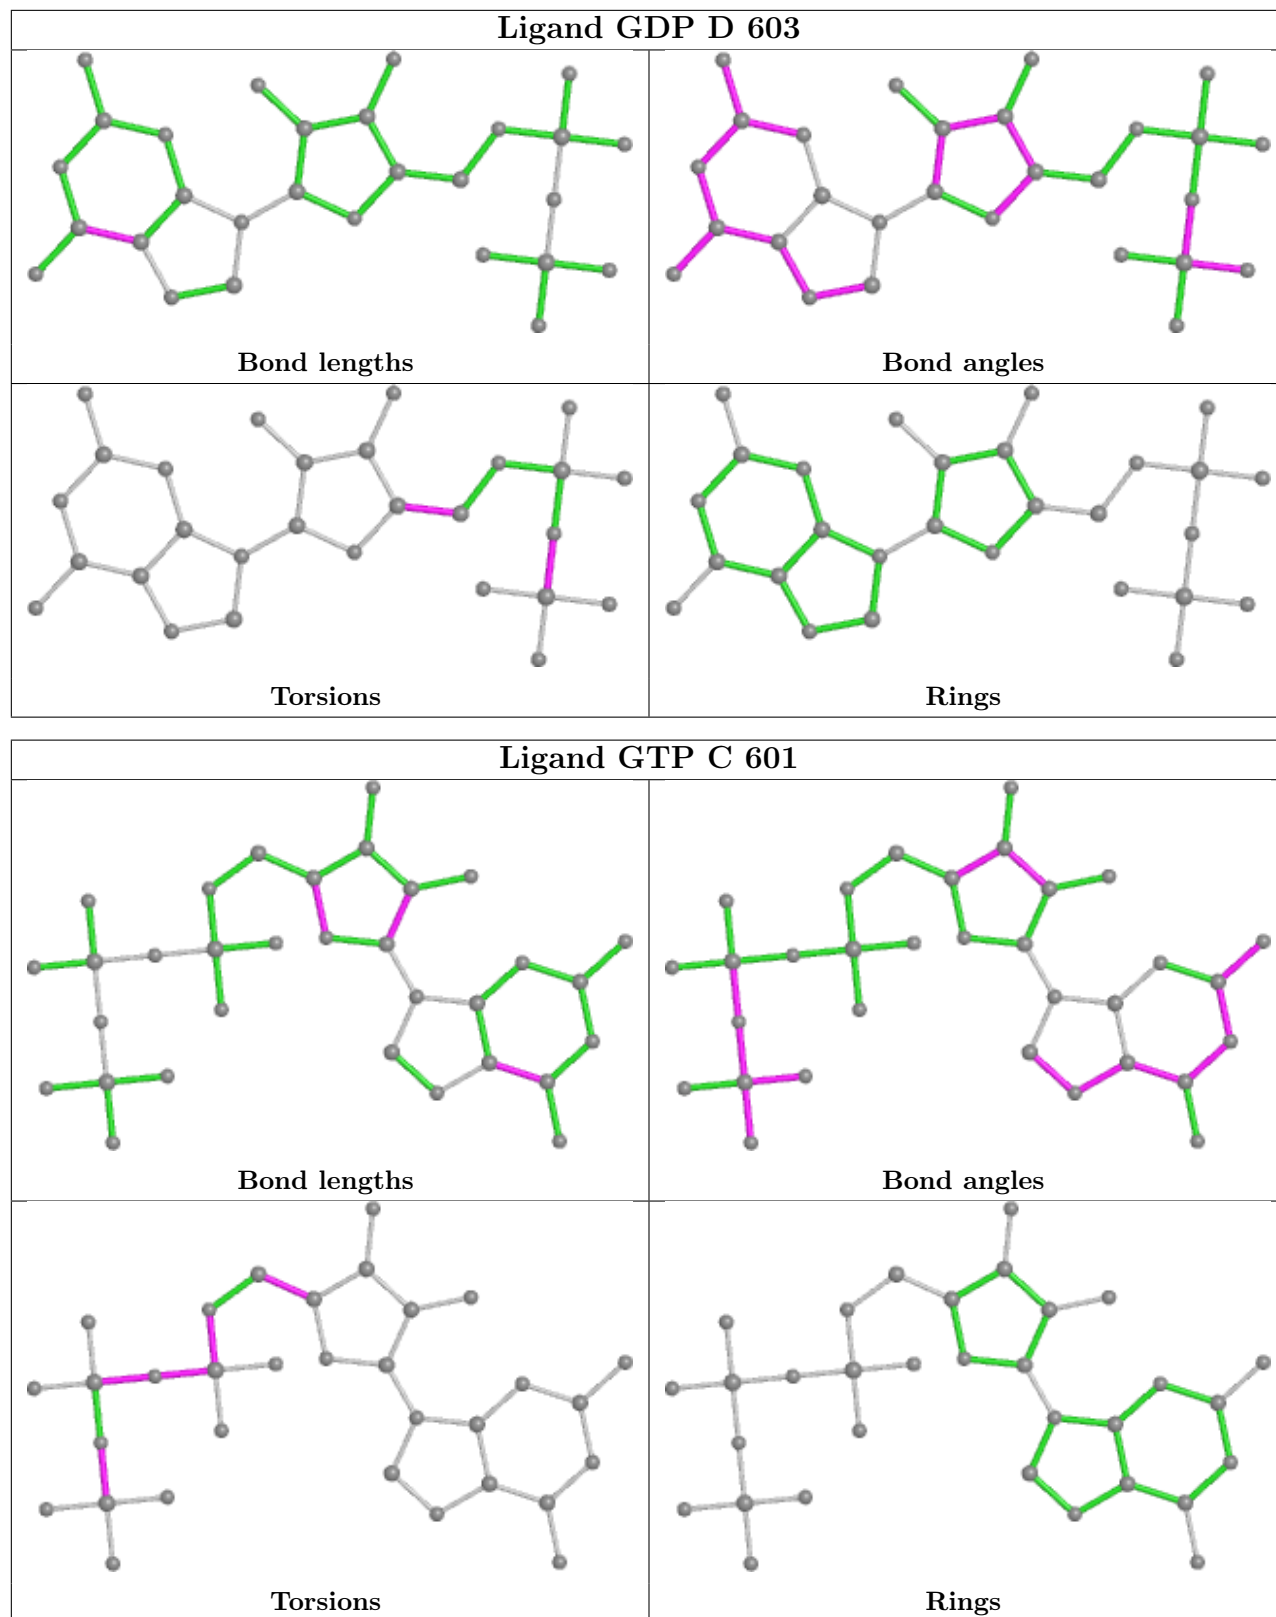 Ligand GDP D 603
Bond lengths
Bond angles
Torsions
Rings
Ligand GTP C 601
Bond lengths
Bond angles
Torsions
Rings